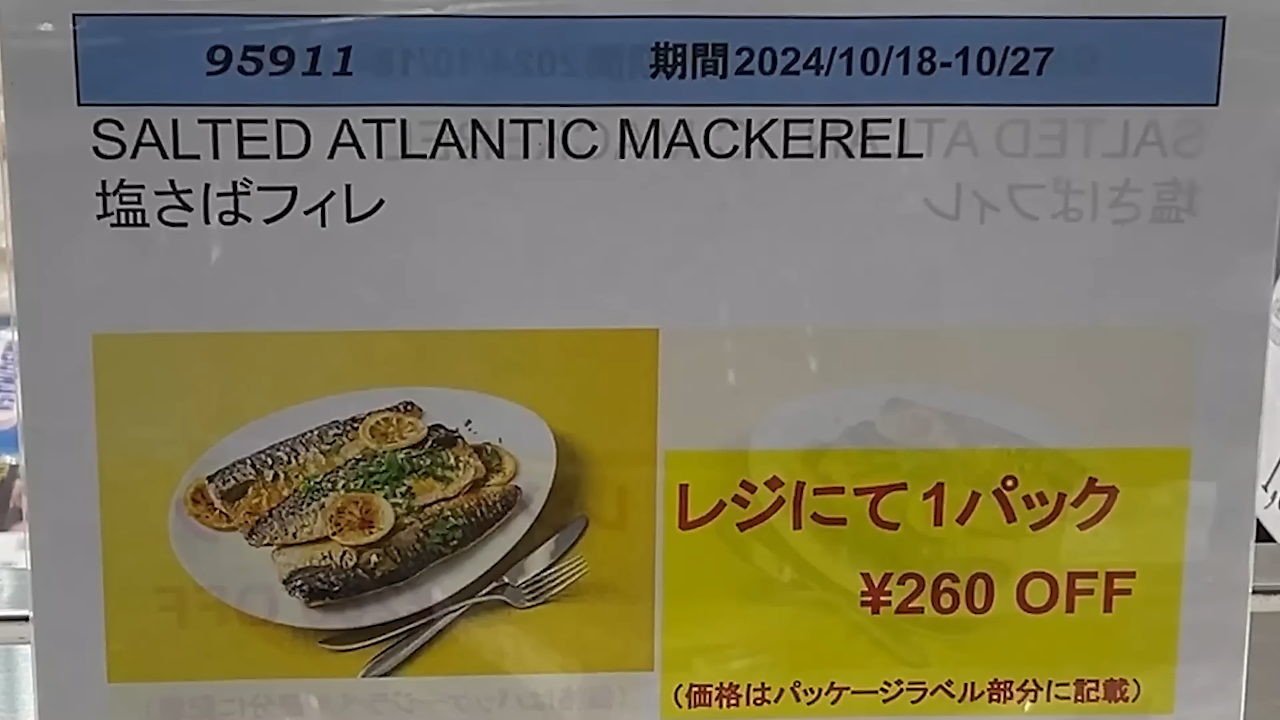 95911 期間2024/10/18-10/27
SALTED ATLANTIC MACKEREL
塩さばフィレ
レジにて1パック
¥260 OFF
（価格はパッケージラベル部分に記載）